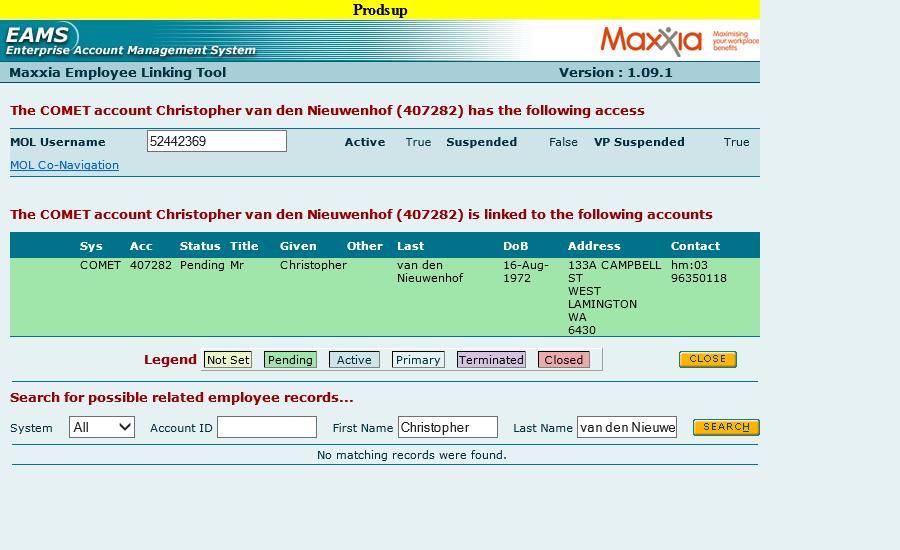 Prodsup
EAMS
Enterprise Account Management System
Maxxia Maximising your workplace benefits
Maxxia Employee Linking Tool Version : 1.09.1
The COMET account Christopher van den Nieuwenhof (407282) has the following access
MOL Username 52442369 Active True Suspended False VP Suspended True
MOL Co-Navigation
The COMET account Christopher van den Nieuwenhof (407282) is linked to the following accounts
Sys Acc Status Title Given Other Last DoB Address Contact
COMET 407282 Pending Mr Christopher van den 16-Aug- 133A CAMPBELL hm:03
Nieuwenhof 1972 ST 96350118
WEST
LAMINGTON
WA
6430
Legend Not Set Pending Active Primary Terminated Closed CLOSE
Search for possible related employee records...
System All Account ID First Name Christopher Last Name van den Nieuwe SEARCH
No matching records were found.